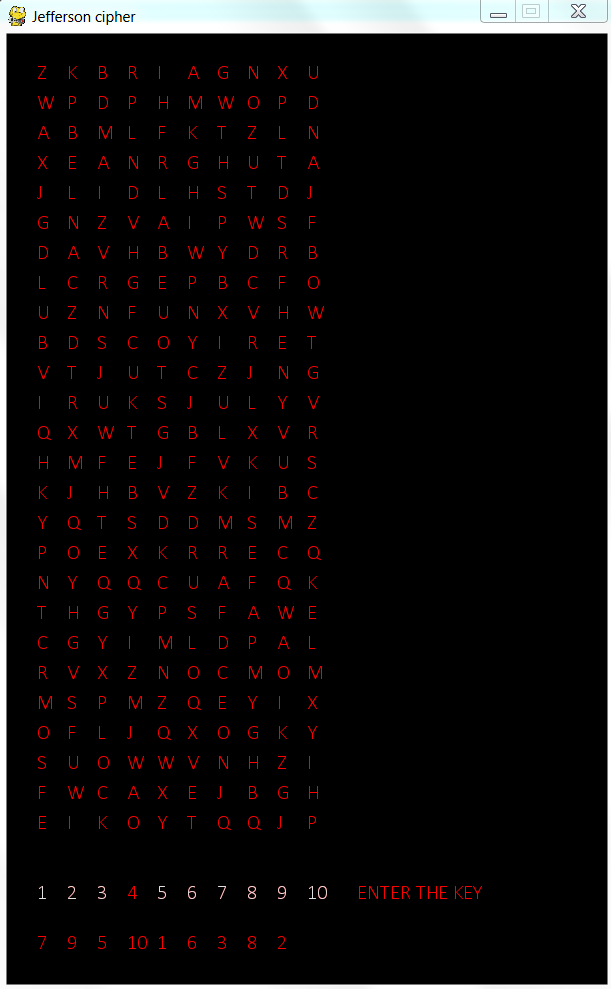 Jefferson cipher
Z K B R I A G N X U
W P D P H M W O P D
A B M L F K T Z L N
X E A N R G H U T A
J L I D L H S T D J
G N Z V A I P W S F
D A V H B W Y D R B
L C R G E P B C F O
U Z N F U N X V H W
B D S C O Y I R E T
V T J U T C Z J N G
I R U K S J U L Y V
Q X W T G B L X V R
H M F E J F V K U S
K J H B V Z K I B C
Y Q T S D D M S M Z
P O E X K R R E C Q
N Y Q Q C U A F Q K
T H G Y P S F A W E
C G Y I M L D P A L
R V X Z N O C M O M
M S P M Z Q E Y I X
O F L J Q X O G K Y
S U O W W V N H Z I
F W C A X E J B G H
E I K O Y T Q Q J P
1 2 3 4 5 6 7 8 9 10 ENTER THE KEY
7 9 5 10 1 6 3 8 2